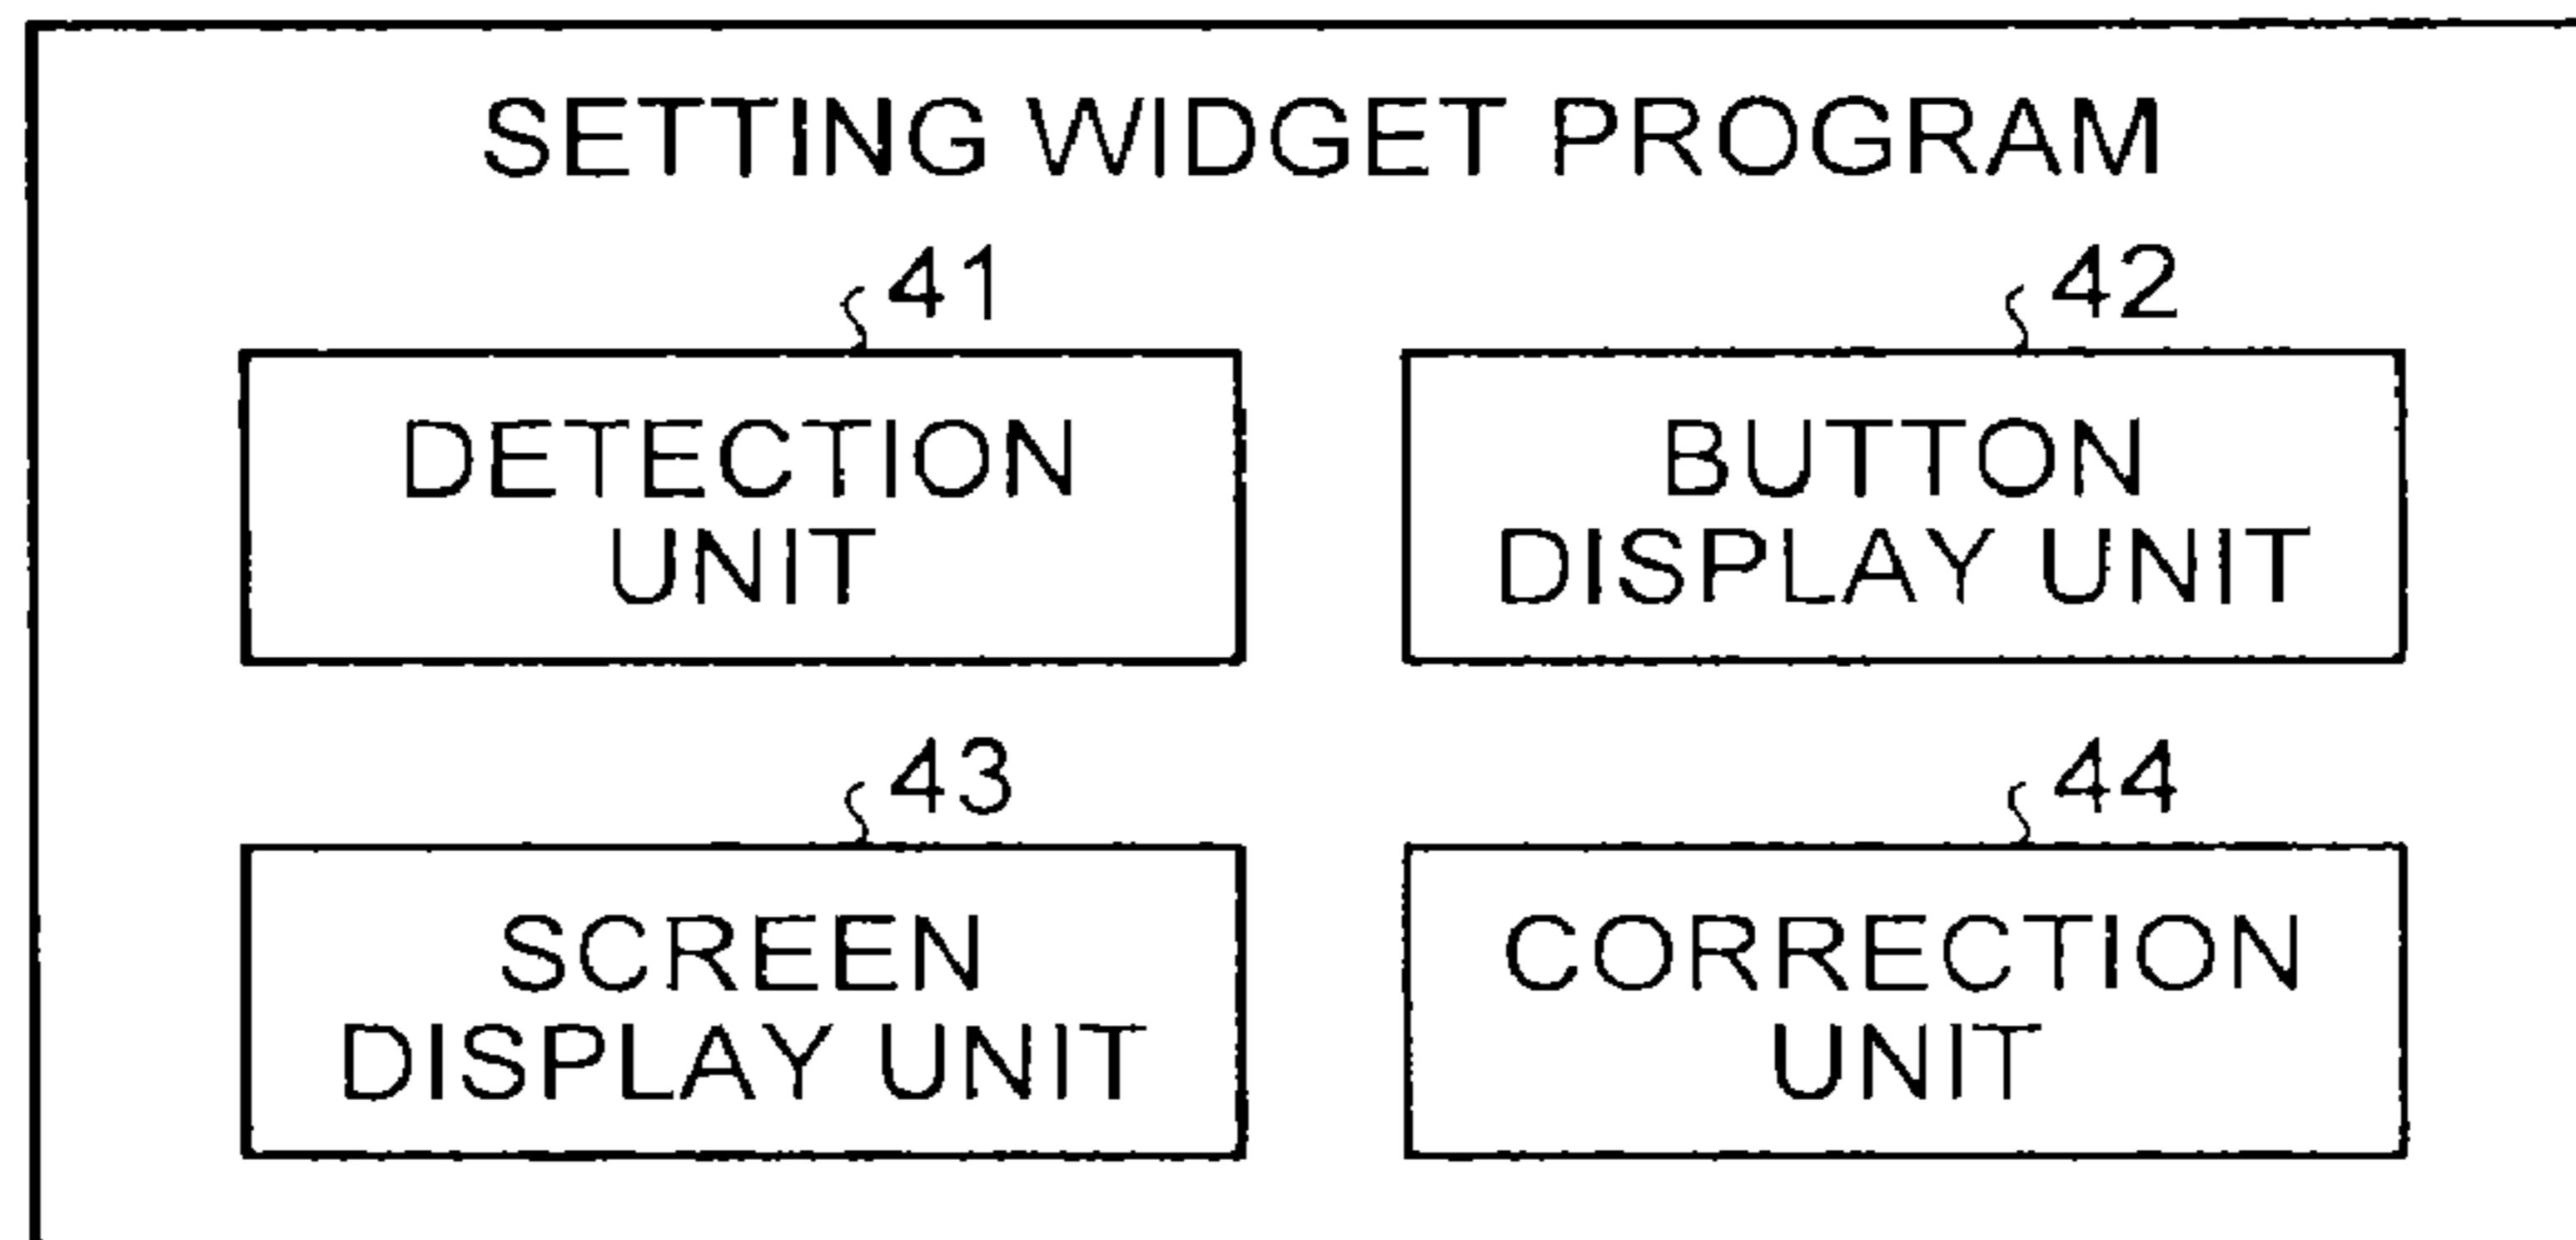 SETTING WIDGET PROGRAM
41
DETECTION
UNIT
42
BUTTON
DISPLAY UNIT
43
SCREEN
DISPLAY UNIT
44
CORRECTION
UNIT